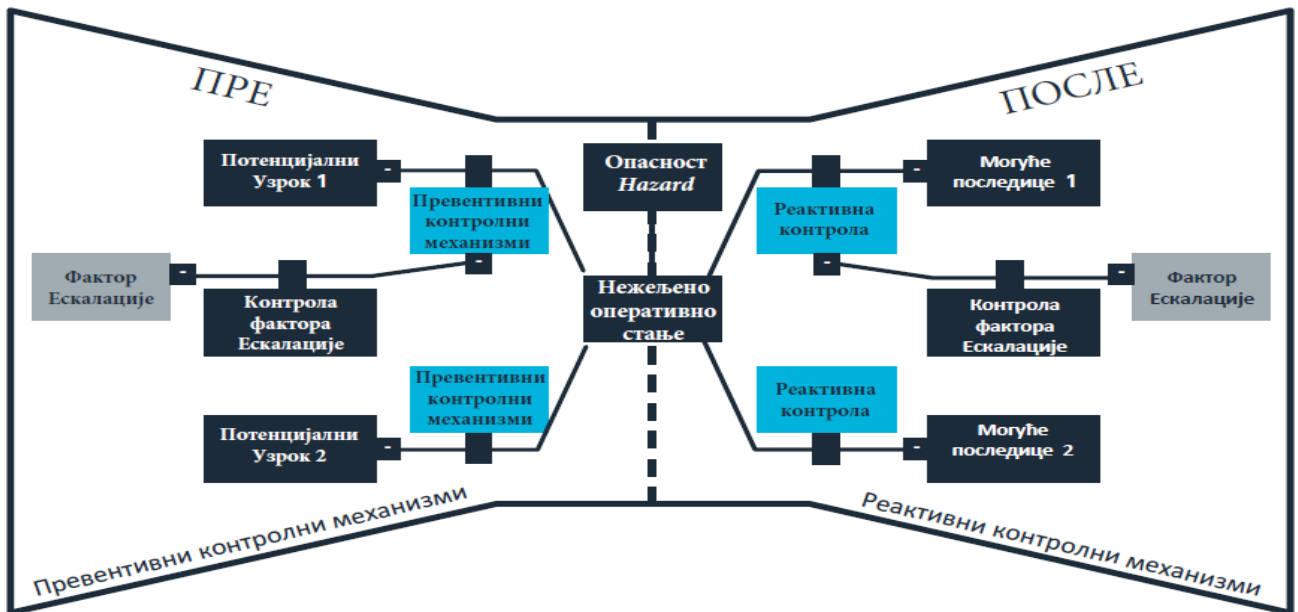 ПРЕ
ПОСЛЕ
Потенцијални
Узрок 1
Превентивни
контролни
механизми
Опасност
Hazard
Реактивна
контрола
Могуће
последице 1
Фактор
Ескалације
Контрола
фактора
Ескалације
Нежељено
оперативно
стање
Контрола
фактора
Ескалације
Фактор
Ескалације
Потенцијални
Узрок 2
Превентивни
контролни
механизми
Реактивна
контрола
Могуће
последице 2
Превентивни контролни механизми
Реактивни контролни механизми